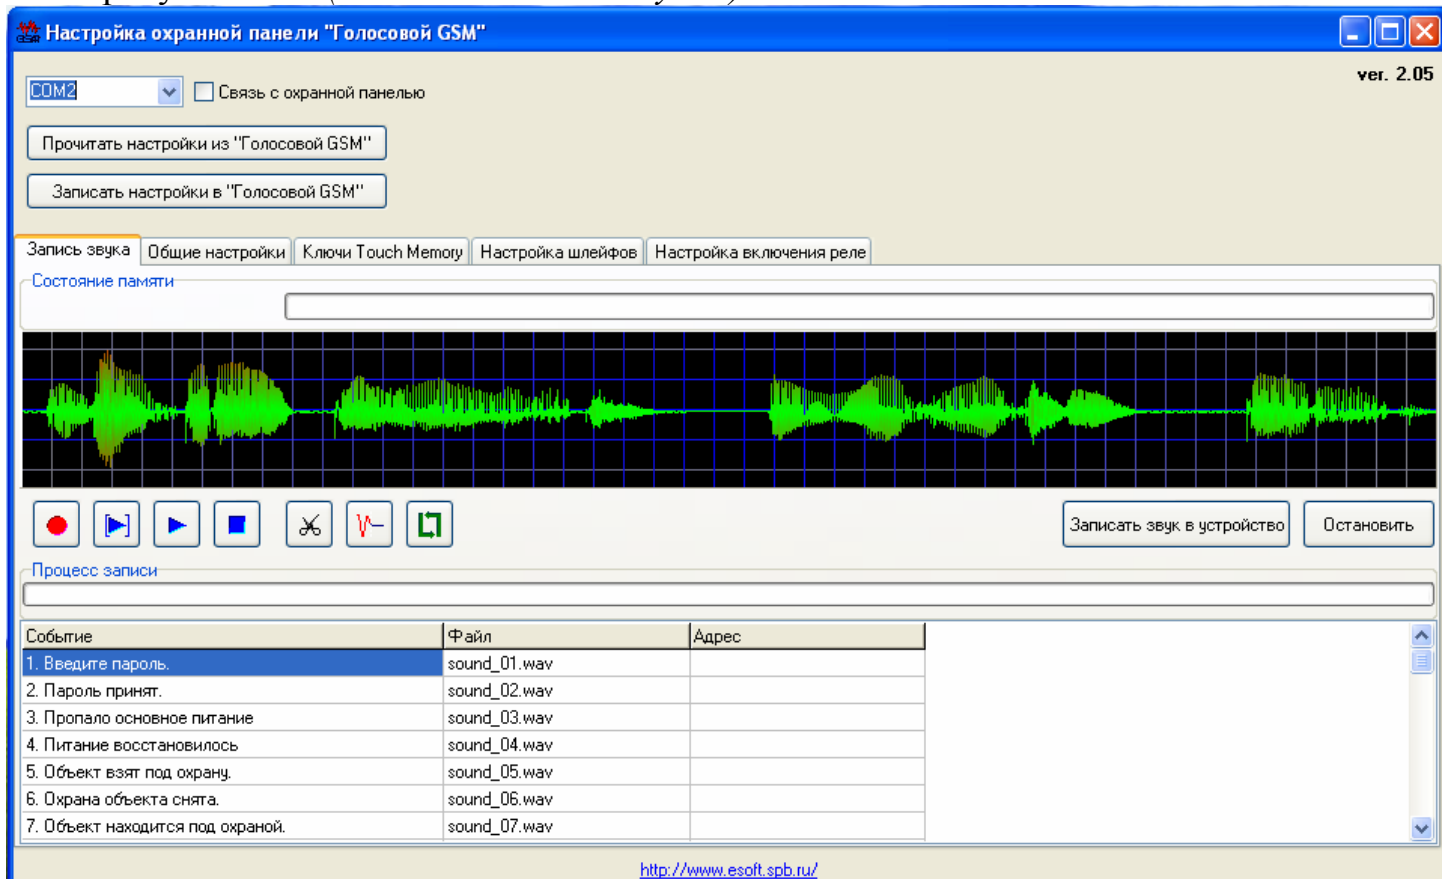 Настройка охранной панели "Голосовой GSM"
ver. 2.05
COM2
Связь с охранной панелью
Прочитать настройки из "Голосовой GSM"
Записать настройки в "Голосовой GSM"
Запись звука Общие настройки Ключи Touch Memory Настройка шлейфов Настройка включения реле
Состояние памяти
Записать звук в устройство Остановить
Процесс записи
Событие Файл Адрес
1. Введите пароль. sound_01.wav
2. Пароль принят. sound_02.wav
3. Пропало основное питание sound_03.wav
4. Питание восстановилось sound_04.wav
5. Объект взят под охрану. sound_05.wav
6. Охрана объекта снята. sound_06.wav
7. Объект находится под охраной. sound_07.wav
http://www.esoft.spb.ru/